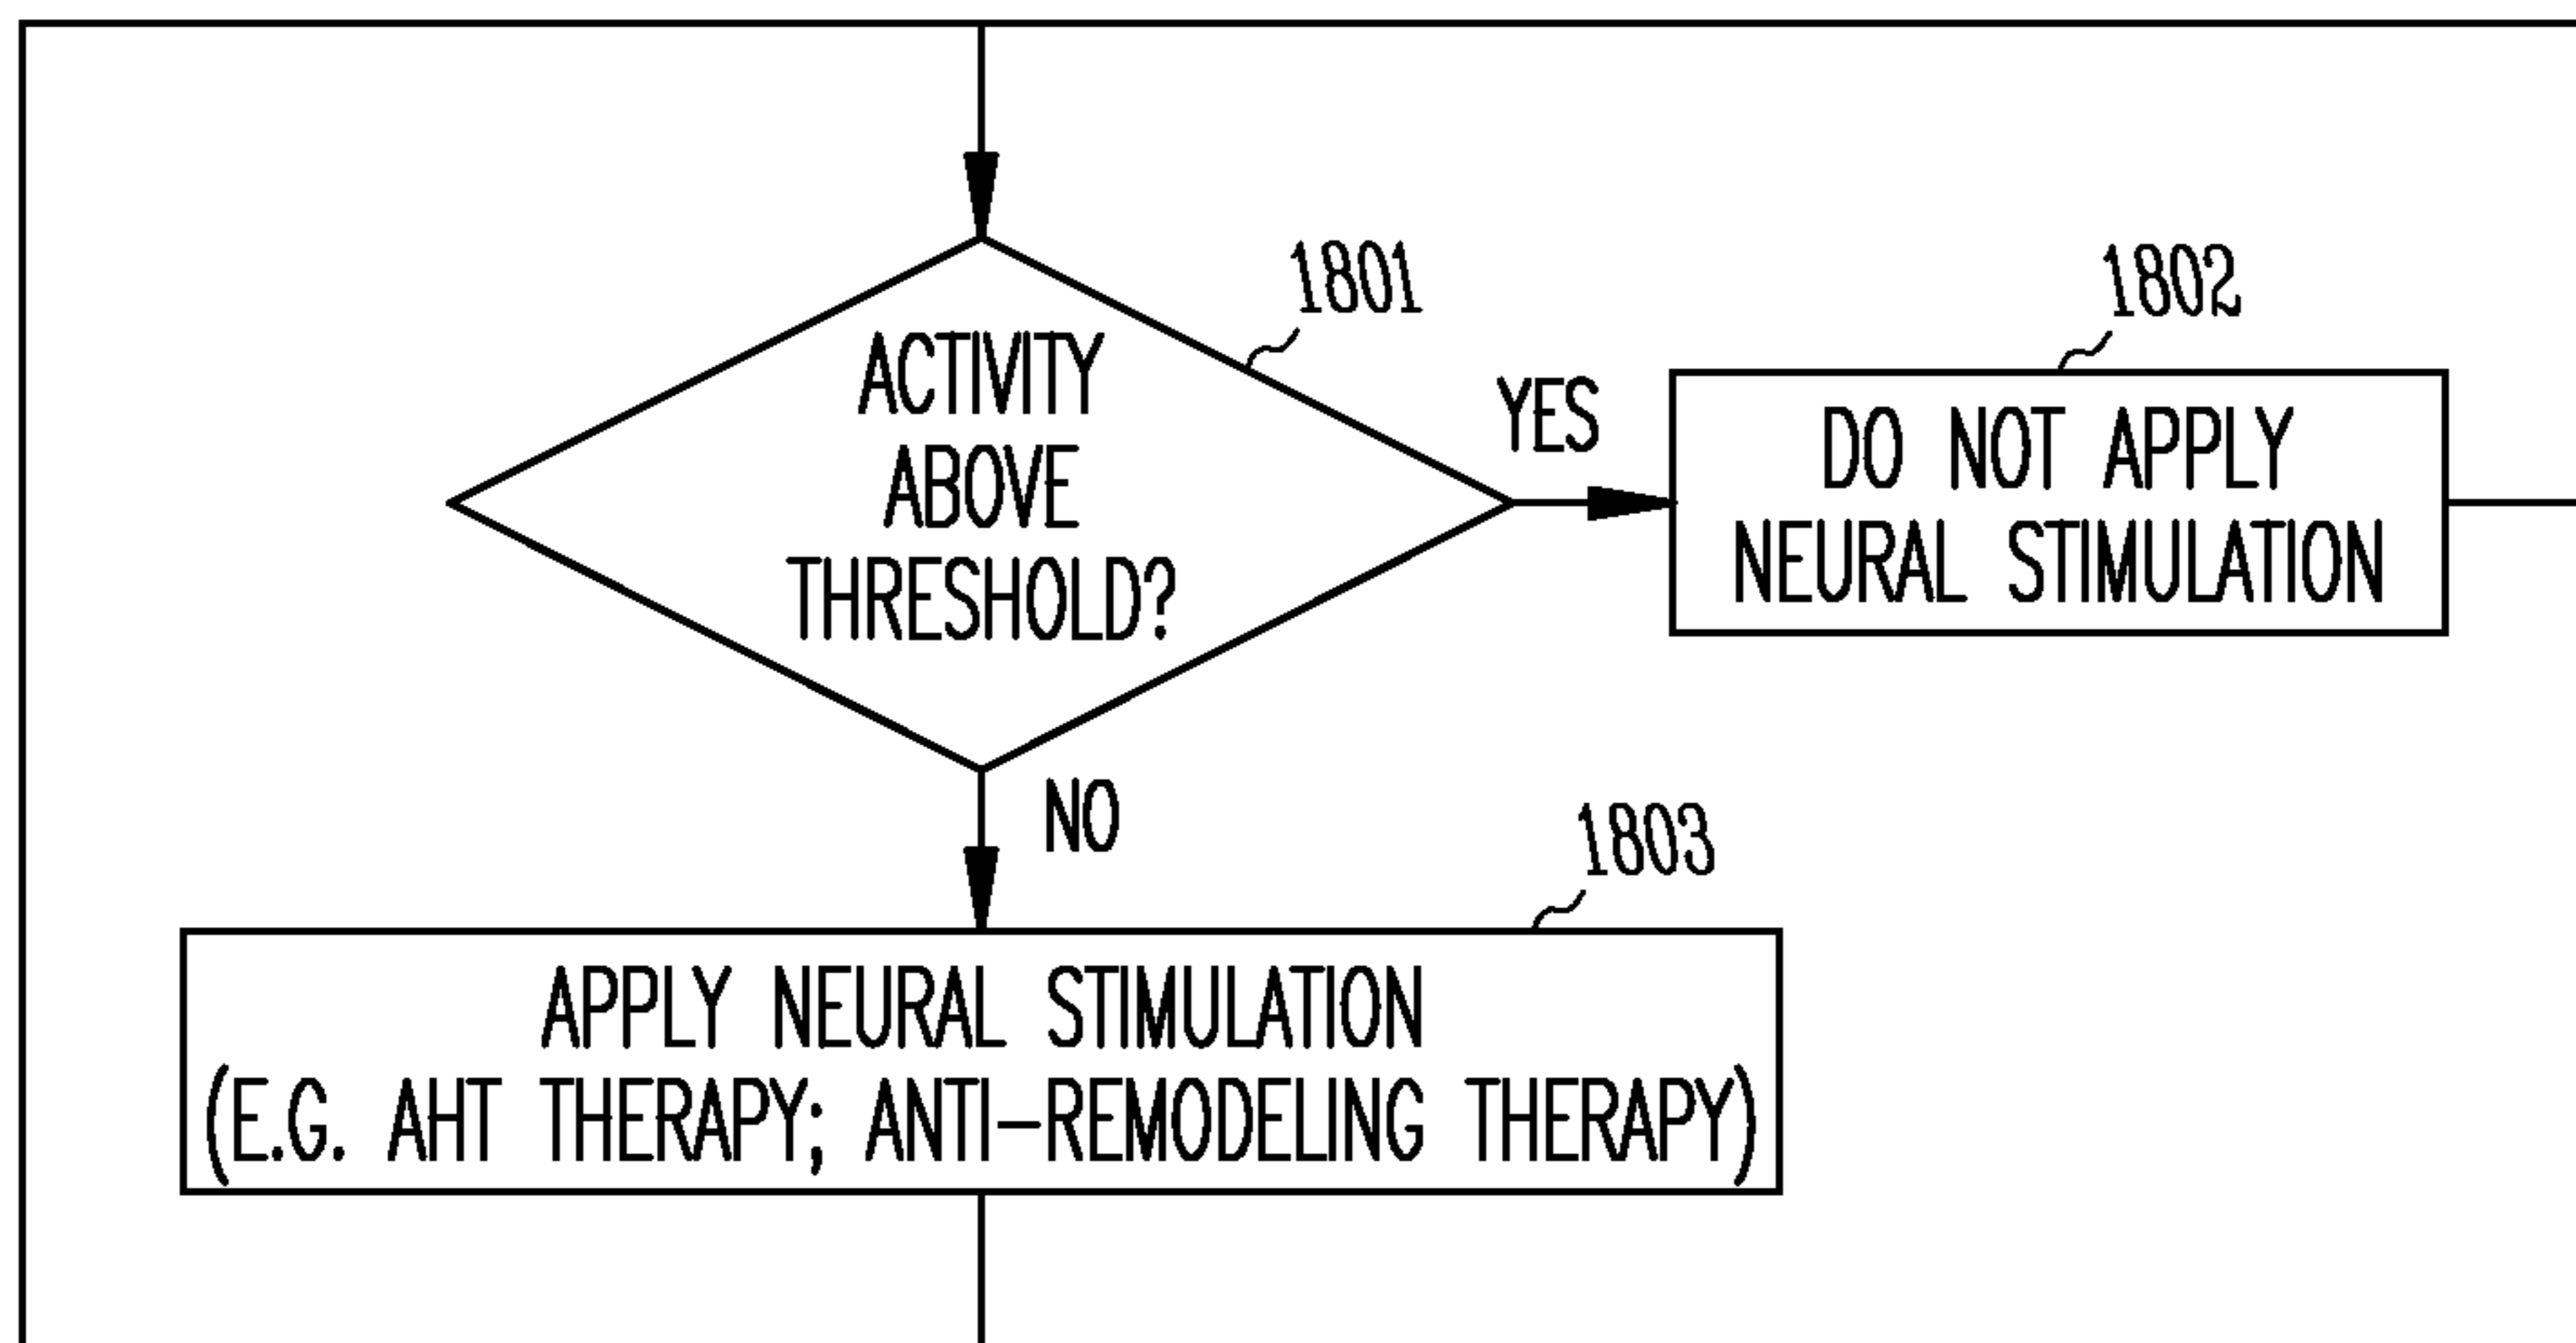 1801
ACTIVITY
ABOVE
THRESHOLD?
YES
1802
DO NOT APPLY
NEURAL STIMULATION
NO
1803
APPLY NEURAL STIMULATION
(E.G. AHT THERAPY; ANTI-REMODELING THERAPY)